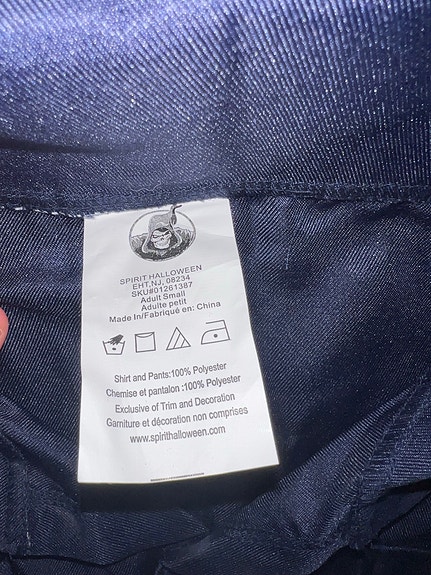 SPIRIT HALLOWEEN
EHT,NJ, 08234
SKU#01261387
Adult Small
Adulte petit
Made In/Fabriqué en: China
Shirt and Pants:100% Polyester
Chemise et pantalon :100% Polyester
Exclusive of Trim and Decoration
Garniture et décoration non comprises
www.spirithalloween.com